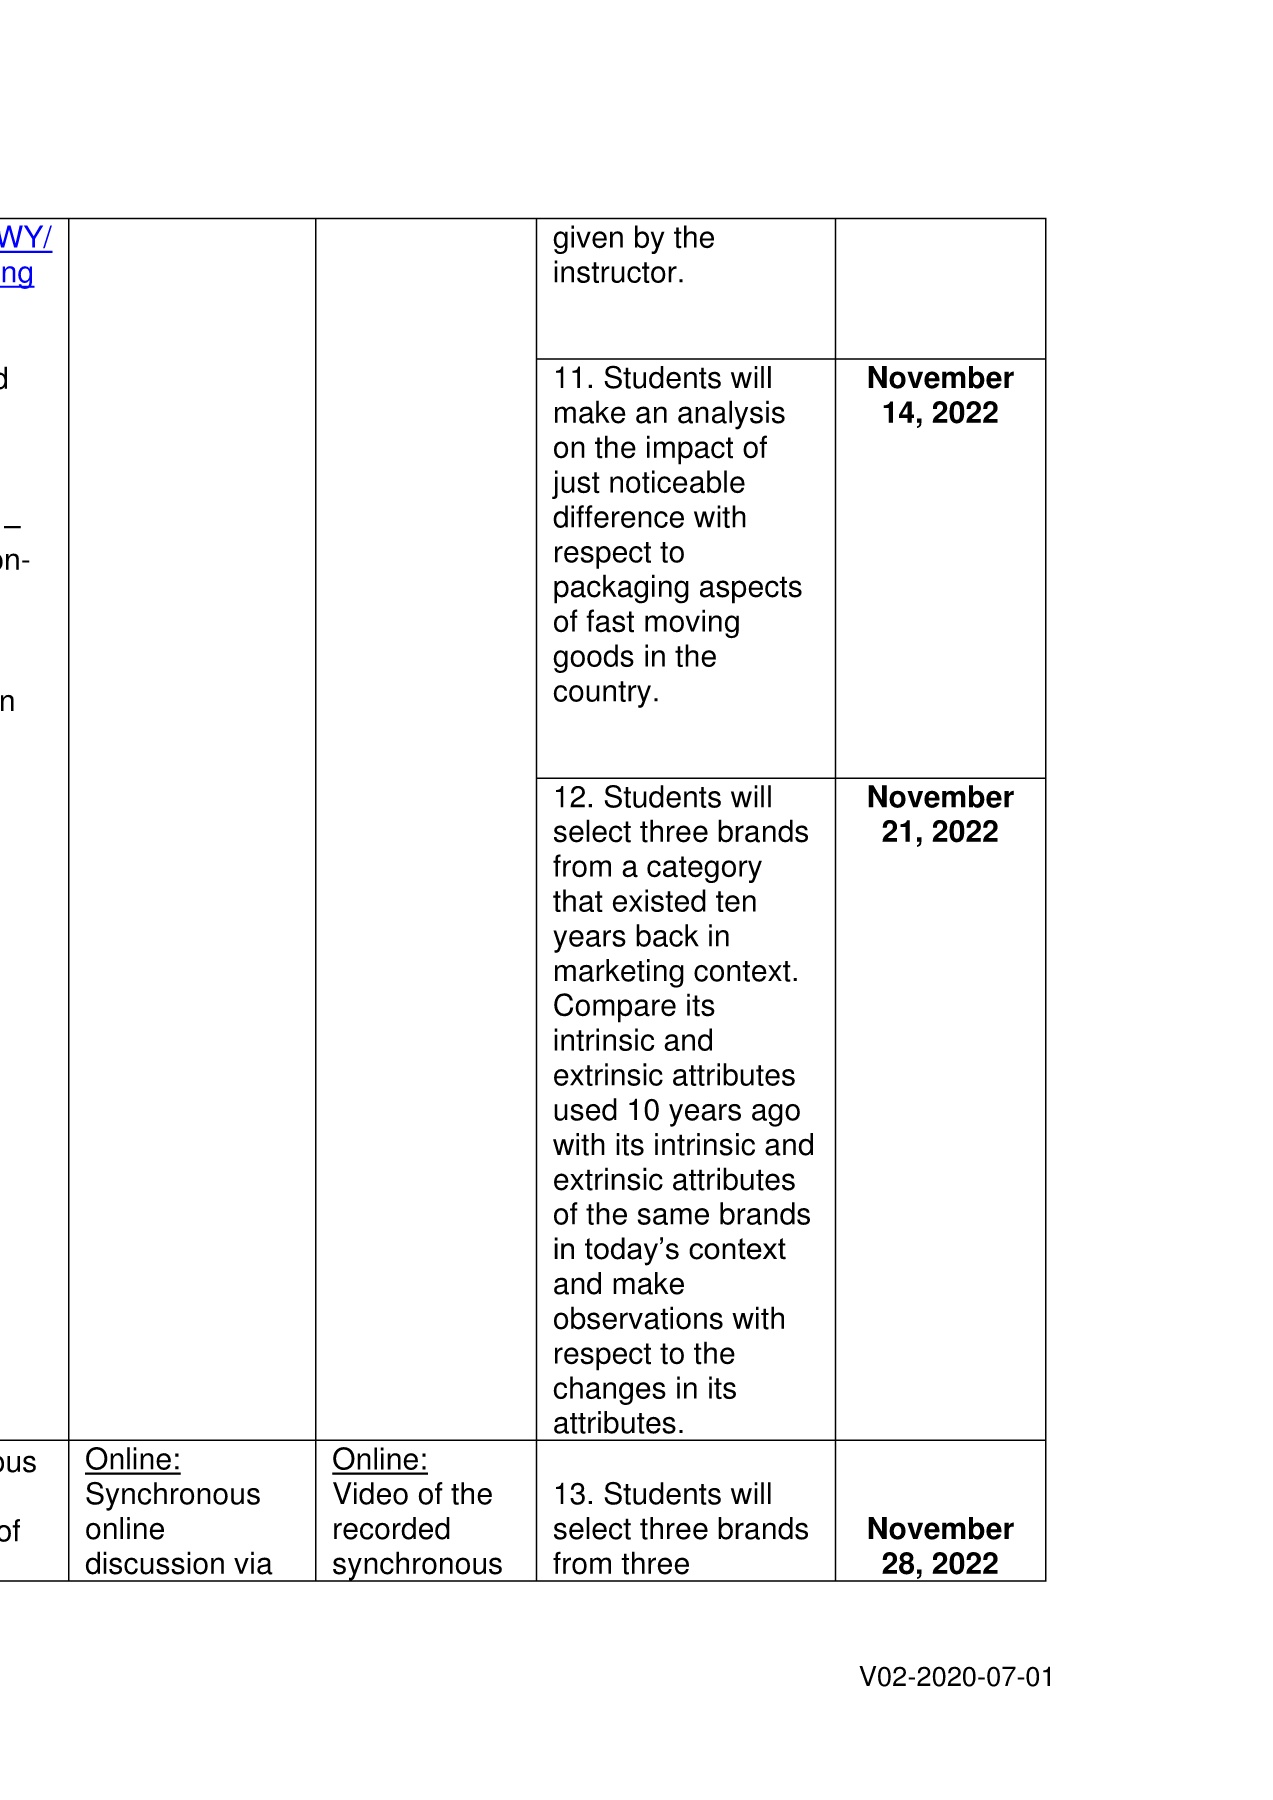 WY/
ng
d
–
on-
n
given by the
instructor.
11. Students will
make an analysis
on the impact of
just noticeable
difference with
respect to
packaging aspects
of fast moving
goods in the
country.
November
14, 2022
12. Students will
select three brands
from a category
that existed ten
years back in
marketing context.
Compare its
intrinsic and
extrinsic attributes
used 10 years ago
with its intrinsic and
extrinsic attributes
of the same brands
in today’s context
and make
observations with
respect to the
changes in its
attributes.
November
21, 2022
ous
of
Online:
Synchronous
online
discussion via
Online:
Video of the
recorded
synchronous
13. Students will
select three brands
from three
November
28, 2022
V02-2020-07-01